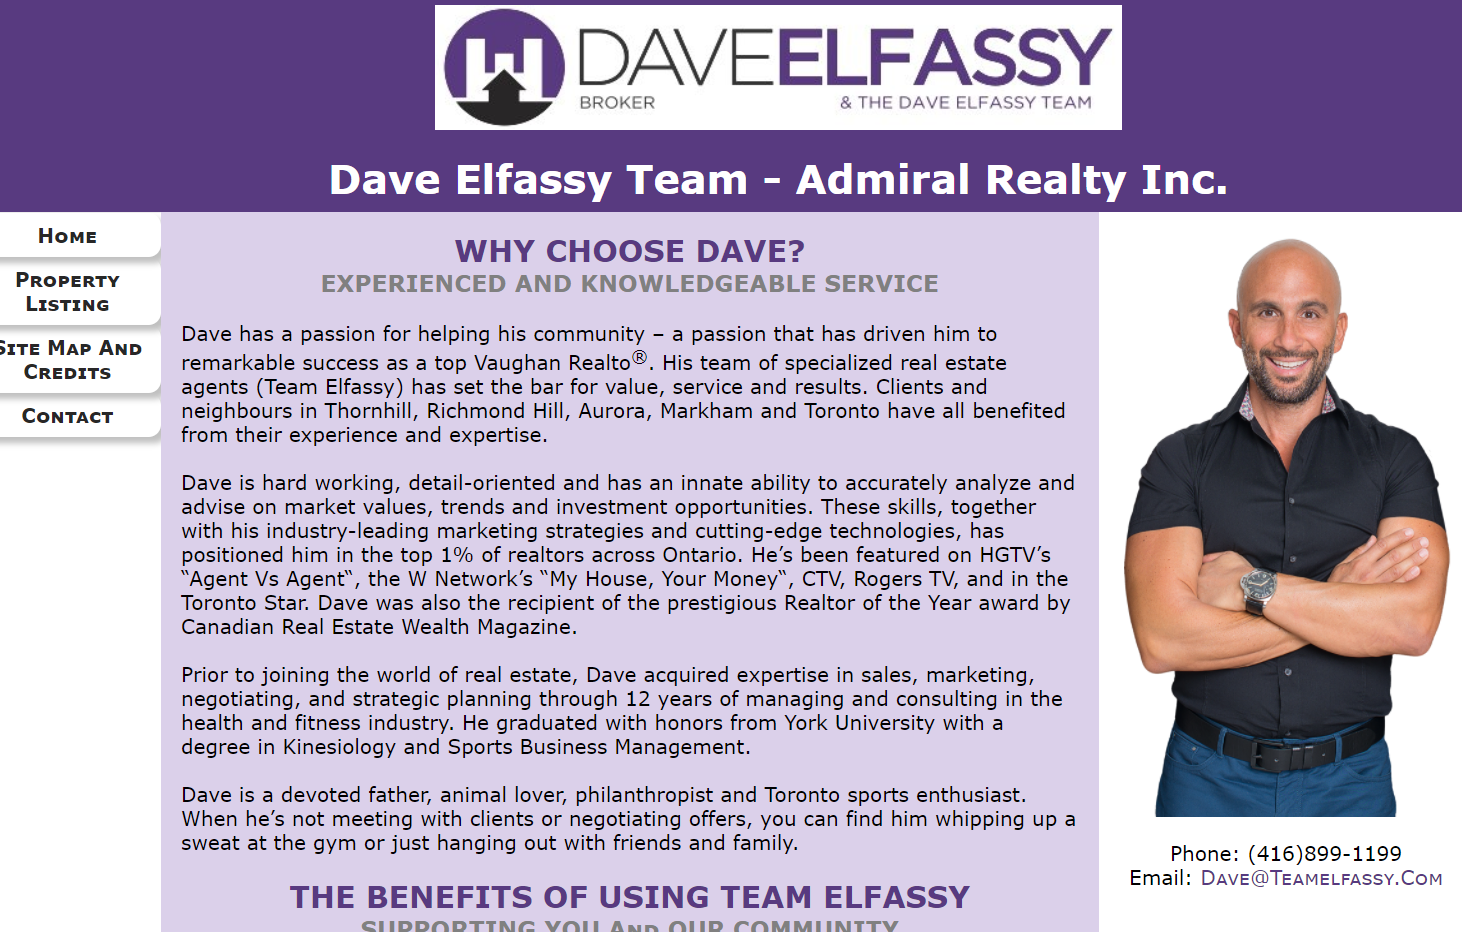 DAVEELFASSY
BROKER & THE DAVE ELFASSY TEAM
Dave Elfassy Team - Admiral Realty Inc.
Home
Property
Listing
Site Map And
Credits
Contact
WHY CHOOSE DAVE?
EXPERIENCED AND KNOWLEDGEABLE SERVICE
Dave has a passion for helping his community – a passion that has driven him to
remarkable success as a top Vaughan Realto®. His team of specialized real estate
agents (Team Elfassy) has set the bar for value, service and results. Clients and
neighbours in Thornhill, Richmond Hill, Aurora, Markham and Toronto have all benefited
from their experience and expertise.
Dave is hard working, detail-oriented and has an innate ability to accurately analyze and
advise on market values, trends and investment opportunities. These skills, together
with his industry-leading marketing strategies and cutting-edge technologies, has
positioned him in the top 1% of realtors across Ontario. He’s been featured on HGTV’s
“Agent Vs Agent“, the W Network’s “My House, Your Money“, CTV, Rogers TV, and in the
Toronto Star. Dave was also the recipient of the prestigious Realtor of the Year award by
Canadian Real Estate Wealth Magazine.
Prior to joining the world of real estate, Dave acquired expertise in sales, marketing,
negotiating, and strategic planning through 12 years of managing and consulting in the
health and fitness industry. He graduated with honors from York University with a
degree in Kinesiology and Sports Business Management.
Dave is a devoted father, animal lover, philanthropist and Toronto sports enthusiast.
When he’s not meeting with clients or negotiating offers, you can find him whipping up a
sweat at the gym or just hanging out with friends and family.
THE BENEFITS OF USING TEAM ELFASSY
SUPPORTING YOU And OUR COMMUNITY
Phone: (416)899-1199
Email: Dave@Teamelfassy.Com